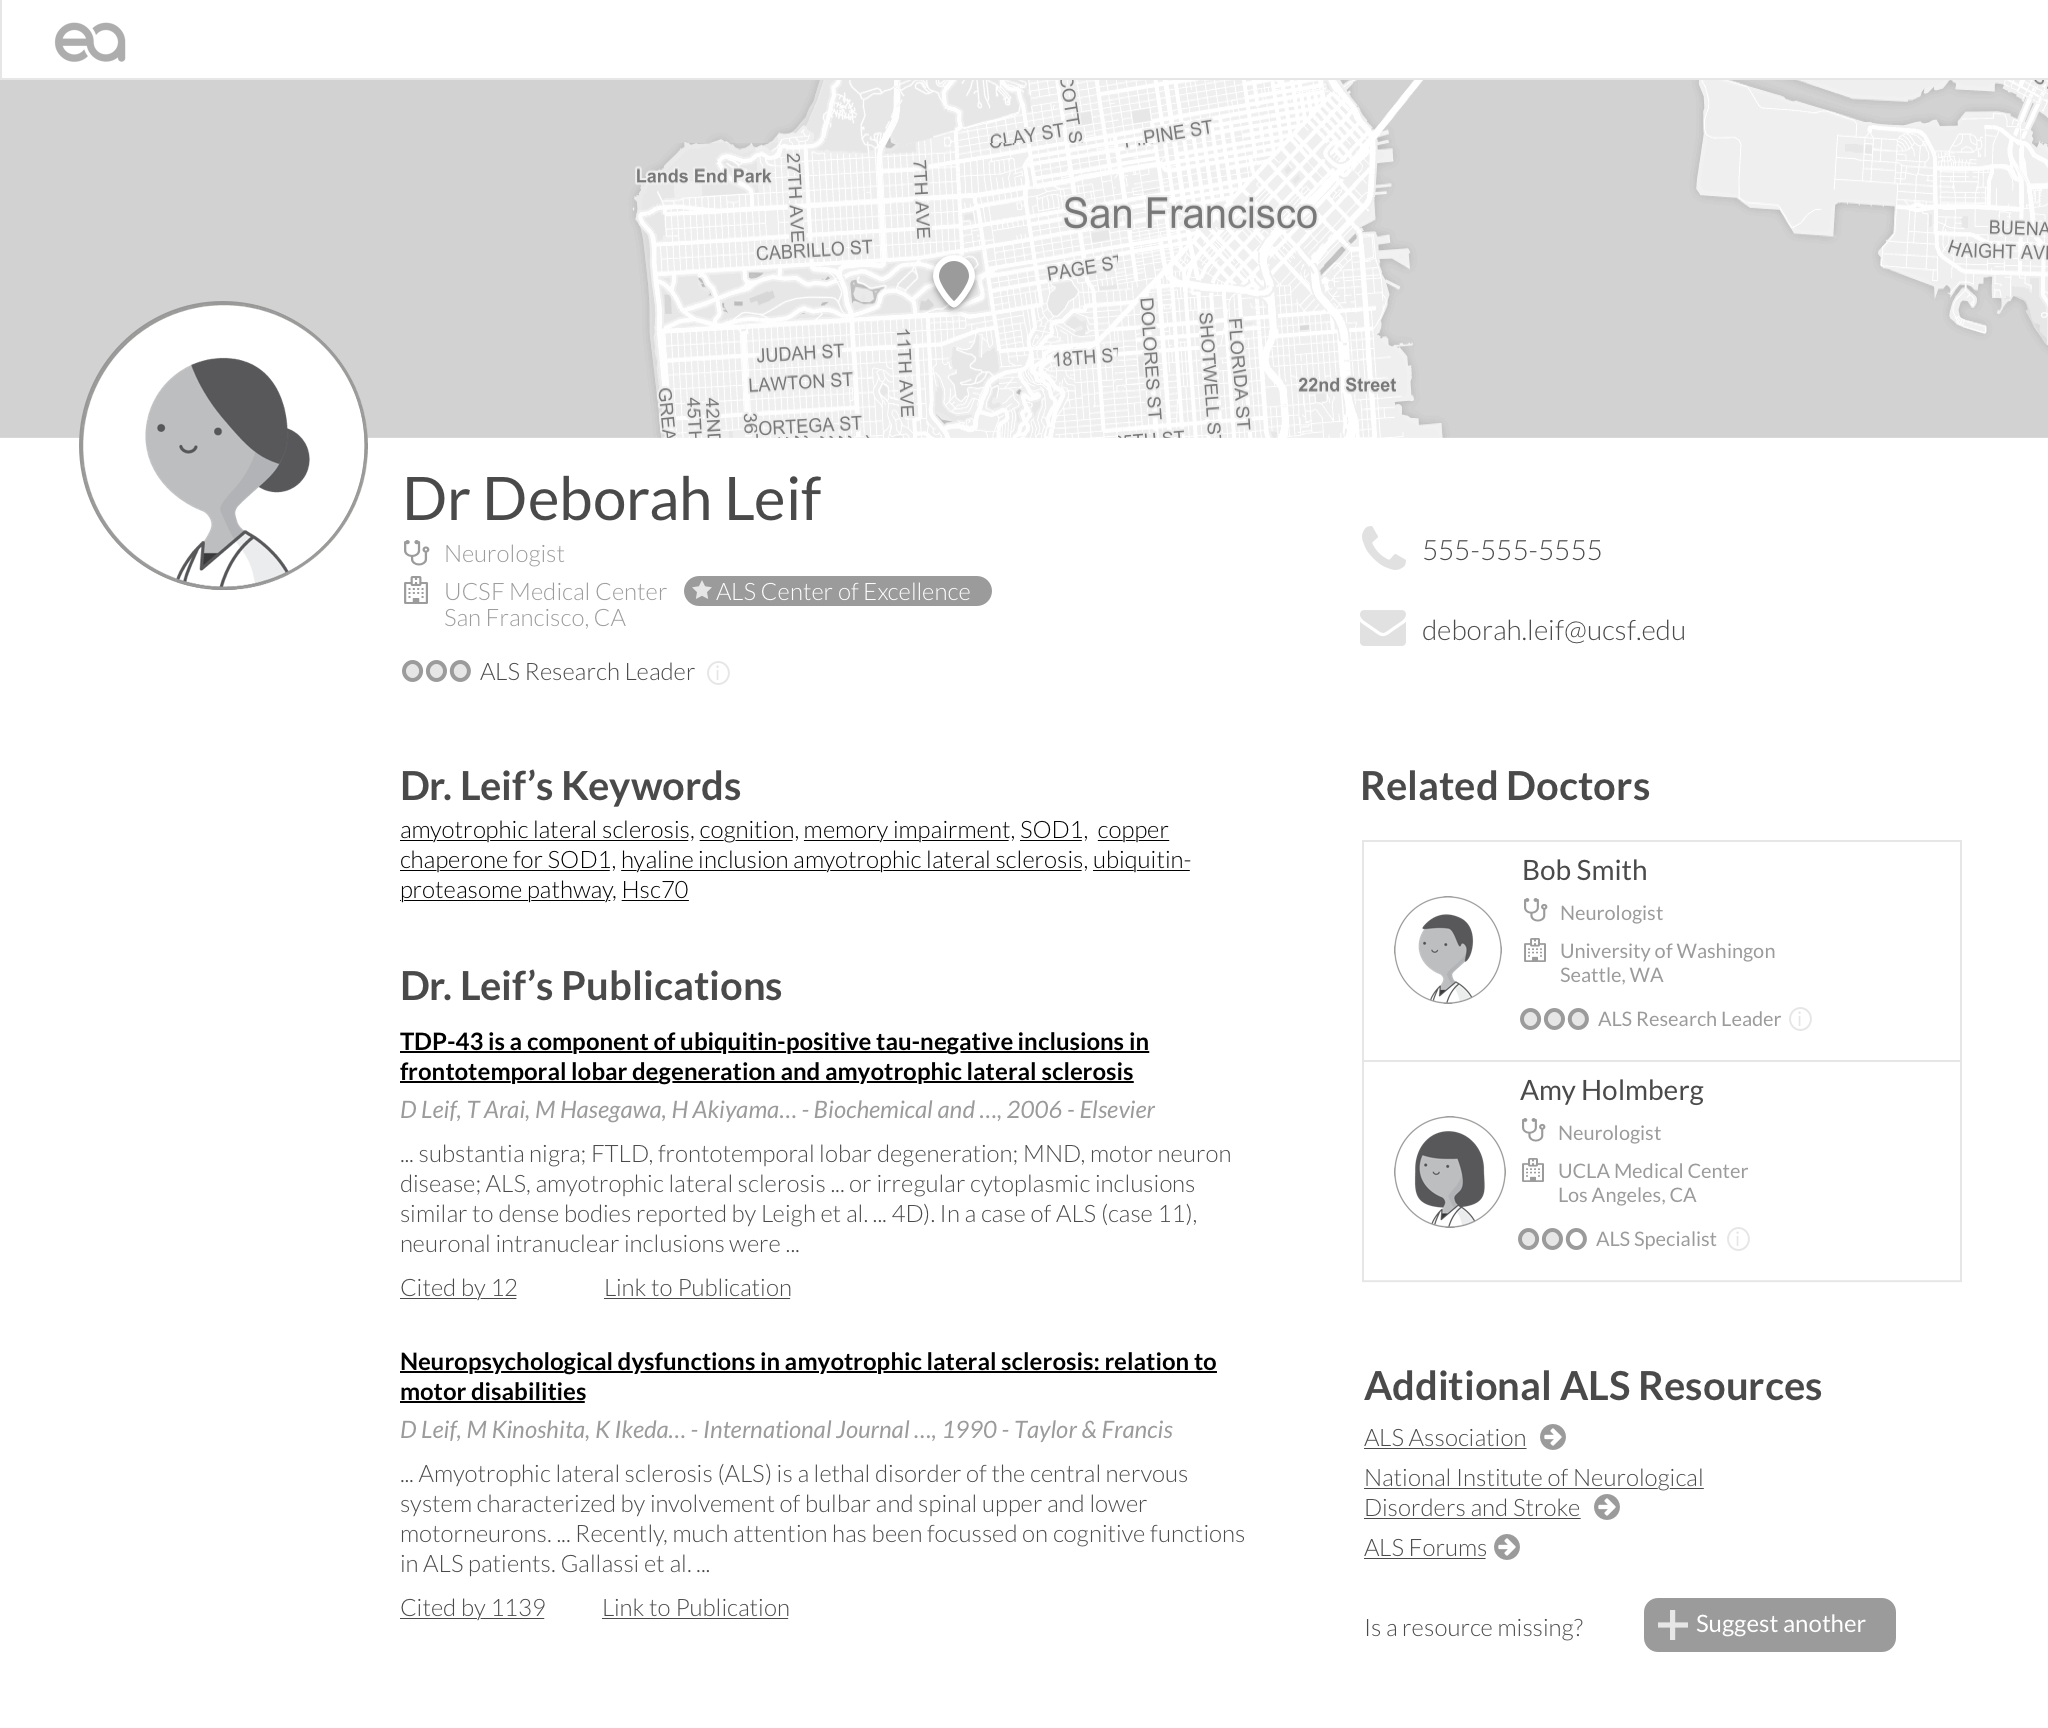 ea
COTT S
CLAY ST
PINE ST
Lands End Park
27TH AVE
7TH AVE
San Francisco
BUENA
HAIGHT AVE
CABRILLO ST
PAGE ST
DOLORES ST
SHOTWELL S
FLORIDA ST
JUDAH ST
11TH AVE
18TH ST
LAWTON ST
22nd Street
GREA
45TH
42ND
36
ORTEGA ST
Dr Deborah Leif
Neurologist
UCSF Medical Center
ALS Center of Excellence
San Francisco, CA
ALS Research Leader
i
555-555-5555
deborah.leif@ucsf.edu
Dr. Leif’s Keywords
amyotrophic lateral sclerosis, cognition, memory impairment, SOD1, copper
chaperone for SOD1, hyaline inclusion amyotrophic lateral sclerosis, ubiquitin-
proteasome pathway, Hsc70
Dr. Leif’s Publications
TDP-43 is a component of ubiquitin-positive tau-negative inclusions in
frontotemporal lobar degeneration and amyotrophic lateral sclerosis
D Leif, T Arai, M Hasegawa, H Akiyama... - Biochemical and ..., 2006 - Elsevier
... substantia nigra; FTLD, frontotemporal lobar degeneration; MND, motor neuron
disease; ALS, amyotrophic lateral sclerosis ... or irregular cytoplasmic inclusions
similar to dense bodies reported by Leigh et al. ... 4D). In a case of ALS (case 11),
neuronal intranuclear inclusions were ...
Cited by 12
Link to Publication
Neuropsychological dysfunctions in amyotrophic lateral sclerosis: relation to
motor disabilities
D Leif, M Kinoshita, K Ikeda... - International Journal ..., 1990 - Taylor & Francis
... Amyotrophic lateral sclerosis (ALS) is a lethal disorder of the central nervous
system characterized by involvement of bulbar and spinal upper and lower
motorneurons. ... Recently, much attention has been focussed on cognitive functions
in ALS patients. Gallassi et al. ...
Cited by 1139
Link to Publication
Related Doctors
Bob Smith
Neurologist
University of Washingon
Seattle, WA
ALS Research Leader
i
Amy Holmberg
Neurologist
UCLA Medical Center
Los Angeles, CA
ALS Specialist
i
Additional ALS Resources
ALS Association
National Institute of Neurological
Disorders and Stroke
ALS Forums
Is a resource missing?
Suggest another